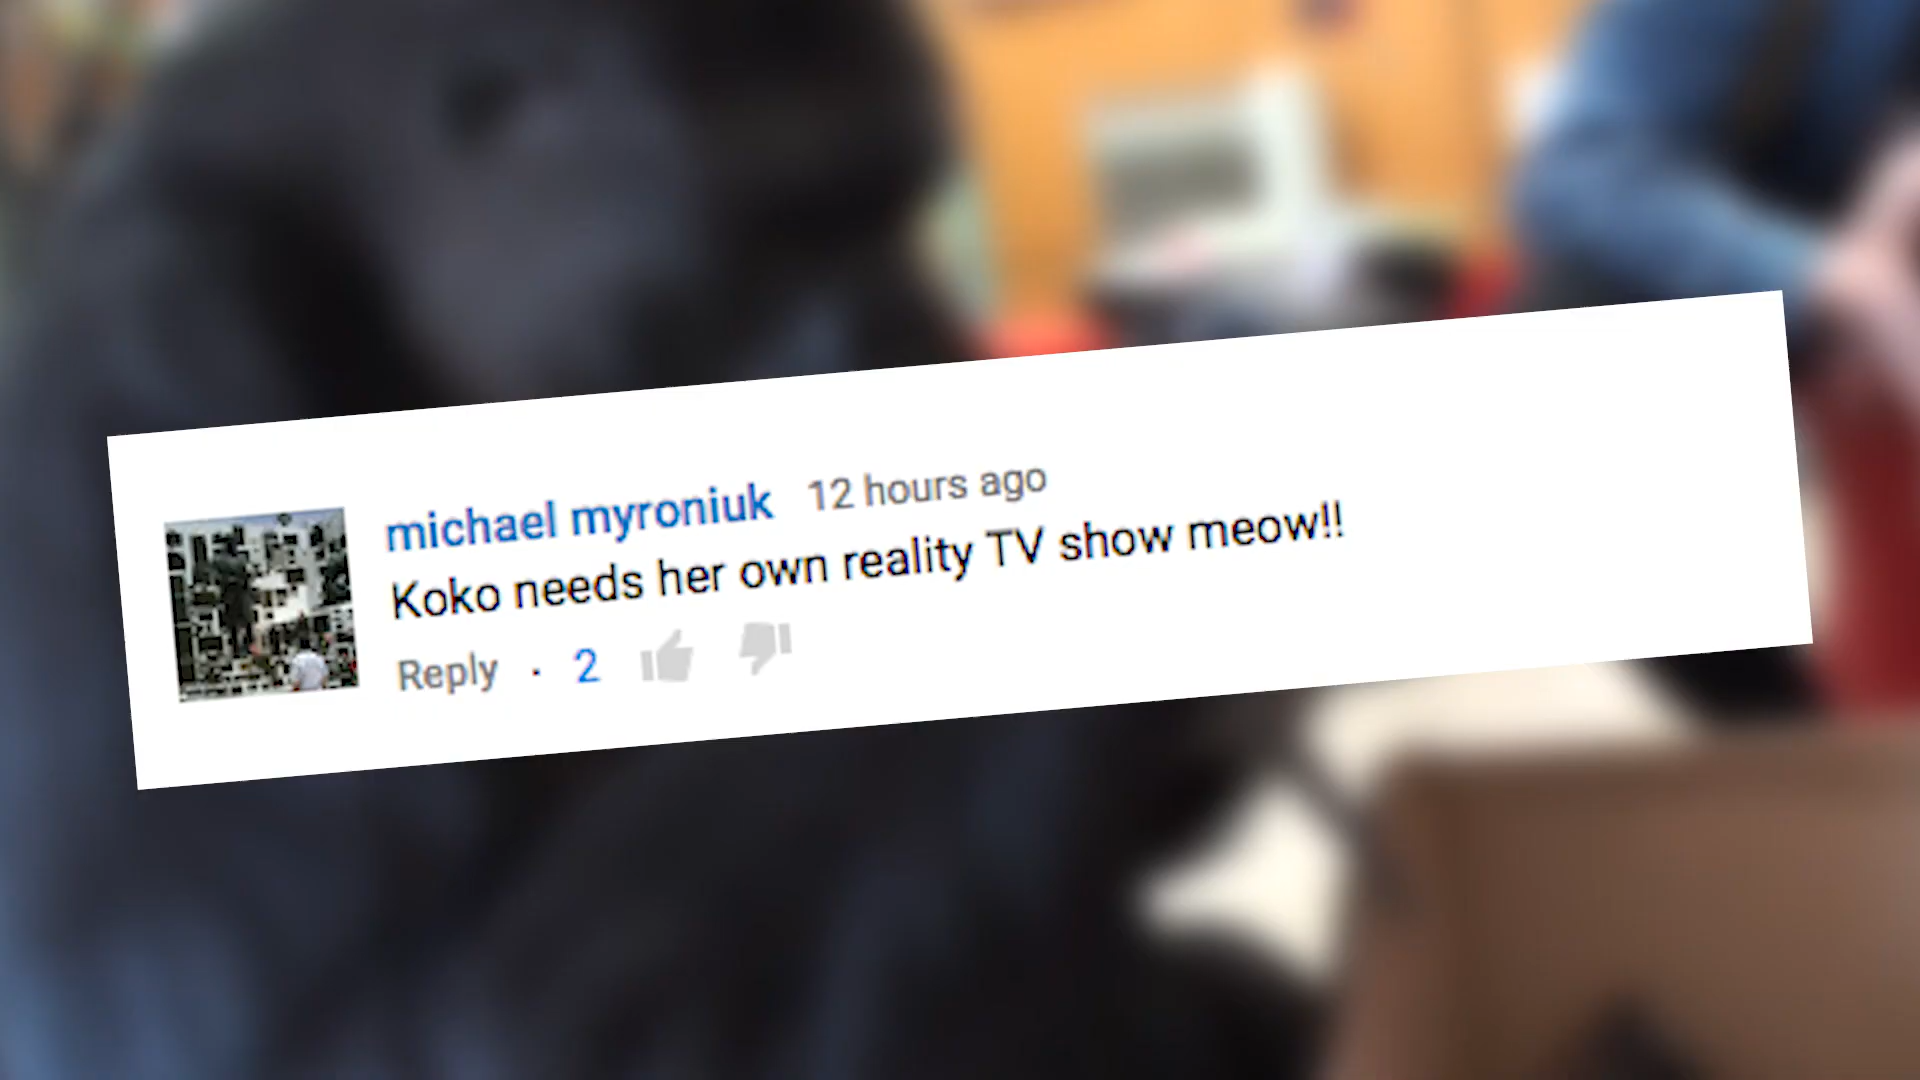 michael myroniuk 12 hours ago
Koko needs her own reality TV show meow!!
Reply · 2